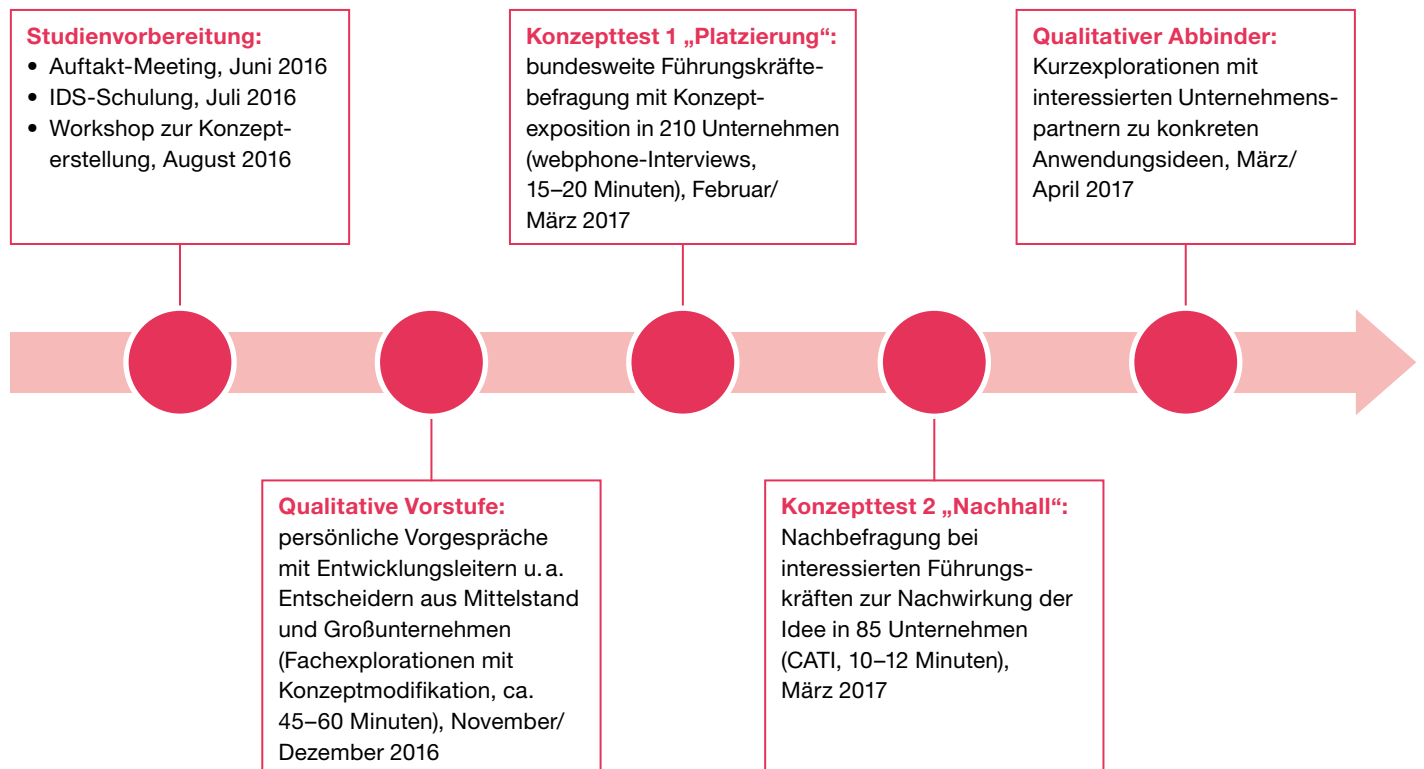 Studienvorbereitung:
• Auftakt-Meeting, Juni 2016
• IDS-Schulung, Juli 2016
• Workshop zur Konzept-
erstellung, August 2016
Konzepttest 1 „Platzierung“:
bundesweite Führungskräfte-
befragung mit Konzept-
exposition in 210 Unternehmen
(webphone-Interviews,
15–20 Minuten), Februar/
März 2017
Qualitativer Abbinder:
Kurzexplorationen mit
interessierten Unternehmens-
partnern zu konkreten
Anwendungsideen, März/
April 2017
Qualitative Vorstufe:
persönliche Vorgespräche
mit Entwicklungsleitern u. a.
Entscheidern aus Mittelstand
und Großunternehmen
(Fachexplorationen mit
Konzeptmodifikation, ca.
45–60 Minuten), November/
Dezember 2016
Konzepttest 2 „Nachhall“:
Nachbefragung bei
interessierten Führungs-
kräften zur Nachwirkung der
Idee in 85 Unternehmen
(CATI, 10–12 Minuten),
März 2017